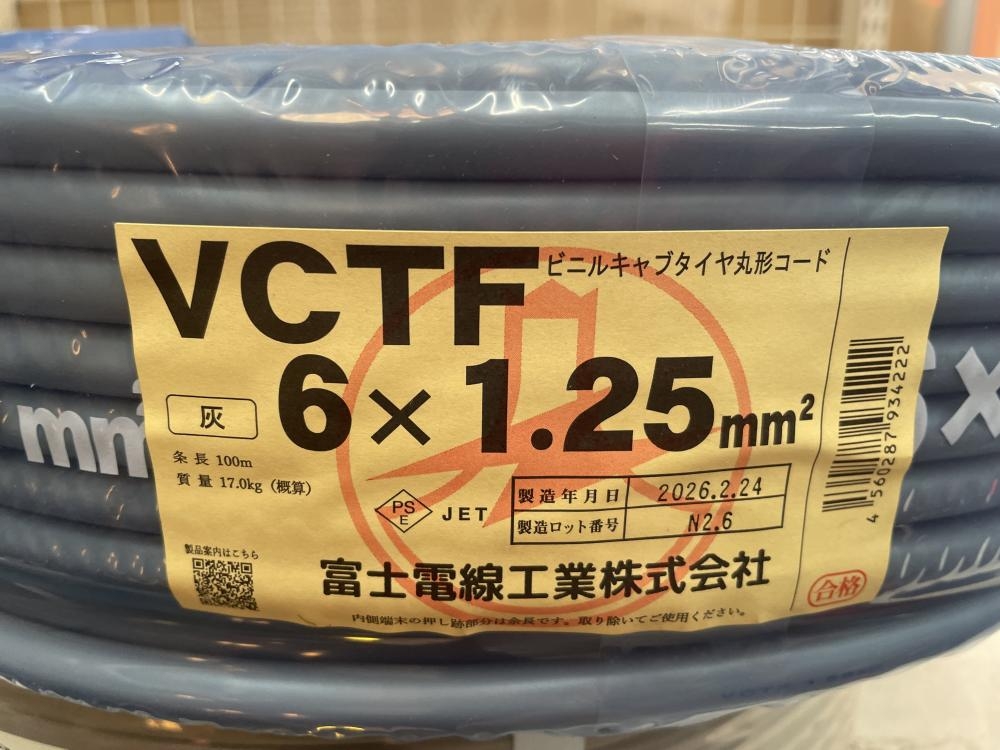 VCTF
ビニルキャブタイヤ丸形コード
灰
6×1.25mm²
条長 100m
質量 17.0kg (概算)
PS
E
JET
製造年月日 2026.2.24
製造ロット番号 N2.6
製品案内はこちら
富士電線工業株式会社
内側端末の押し跡部分は余長です。取り除いてご使用ください。
4 560287 934222
合格
mm²
×